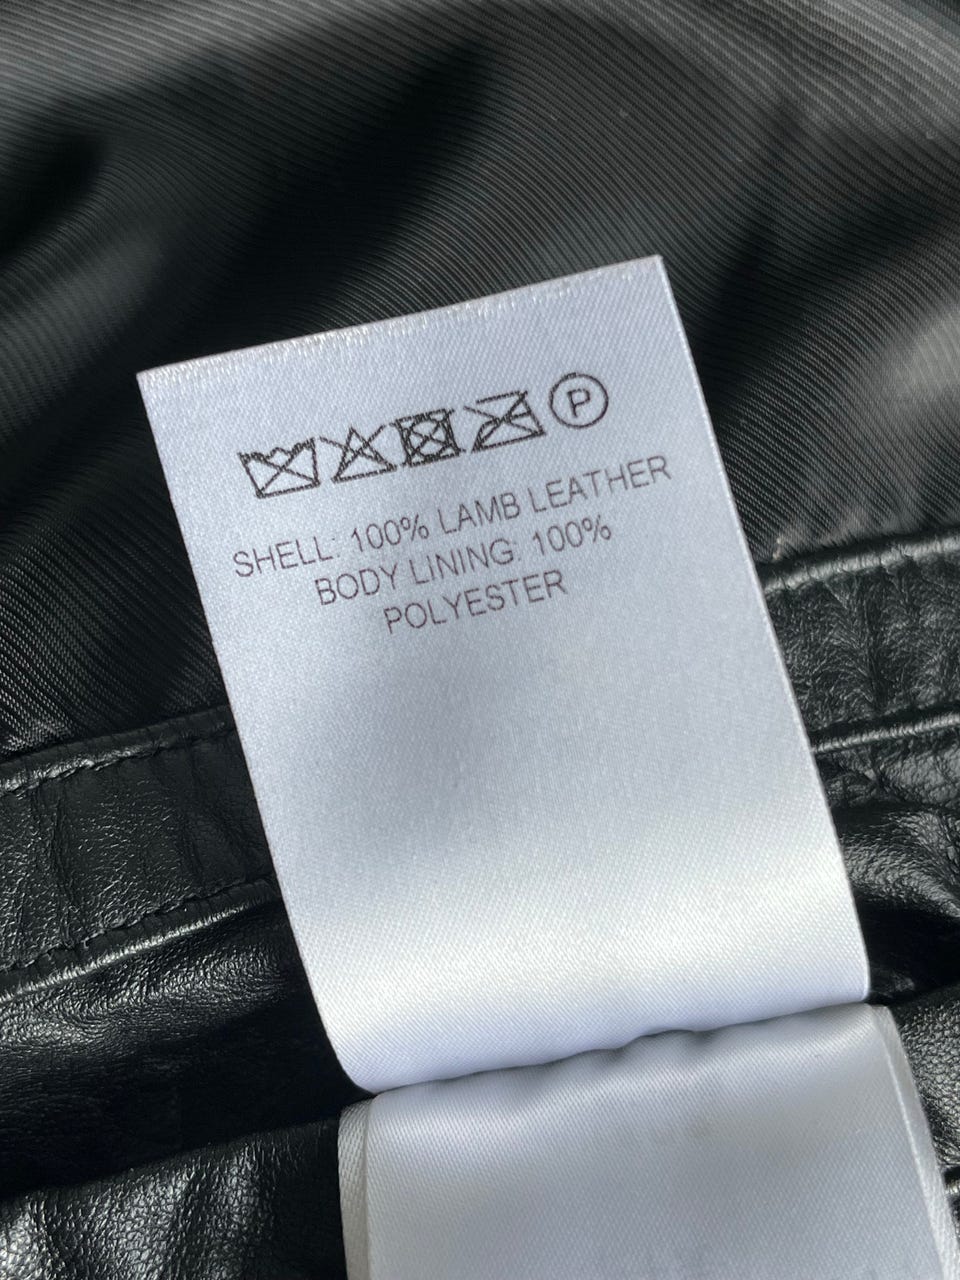 P
SHELL: 100% LAMB LEATHER
BODY LINING: 100%
POLYESTER